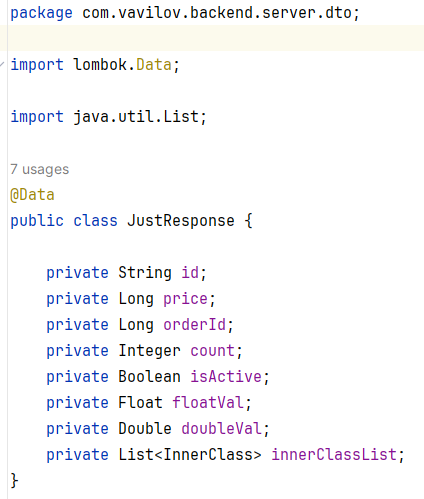 package com.vavilov.backend.server.dto;
import lombok.Data;
import java.util.List;
7 usages
@Data
public class JustResponse {
private String id;
private Long price;
private Long orderId;
private Integer count;
private Boolean isActive;
private Float floatVal;
private Double doubleVal;
private List<InnerClass> innerClassList;
}